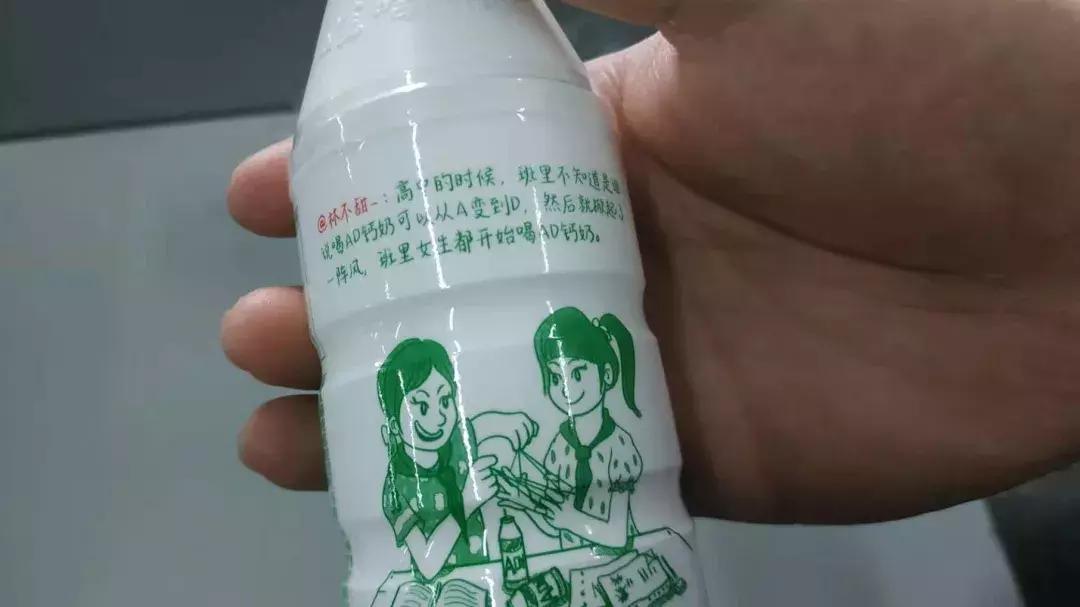 @林不甜-:高中的时候,班里不知道是
说喝AD钙奶可以从A变到D,然后就掀起了
一阵风,班里女生都开始喝AD钙奶。
AD